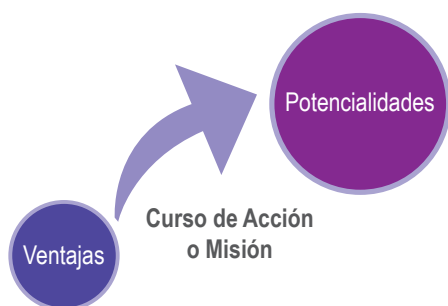 Potencialidades
Curso de Acción
o Misión
Ventajas